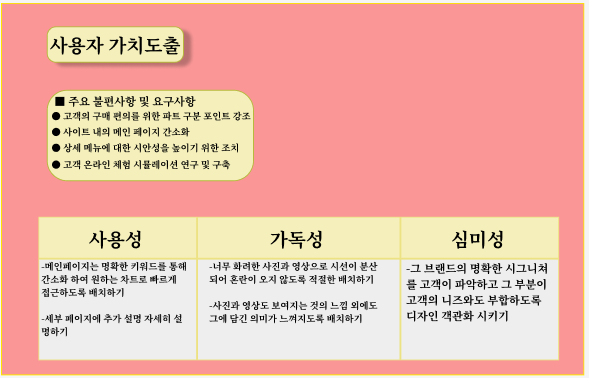 사용자 가치도출
■ 주요 불편사항 및 요구사항
● 고객의 구매 편의를 위한 파트 구분 포인트 강조
● 사이트 내의 메인 페이지 간소화
● 상세 메뉴에 대한 시안성을 높이기 위한 조치
● 고객 온라인 체험 시뮬레이션 연구 및 구축
사용성
가독성
심미성
-메인페이지는 명확한 키워드를 통해
간소화 하여 원하는 차트로 빠르게
접근하도록 배치하기
-세부 페이지에 추가 설명 자세히 설
명하기
-너무 화려한 사진과 영상으로 시선이 분산
되어 혼란이 오지 않도록 적절한 배치하기
-사진과 영상도 보여지는 것의 느낌 외에도
그에 담긴 의미가 느껴지도록 배치하기
-그 브랜드의 명확한 시그니쳐
를 고객이 파악하고 그 부분이
고객의 니즈와도 부합하도록
디자인 객관화 시키기